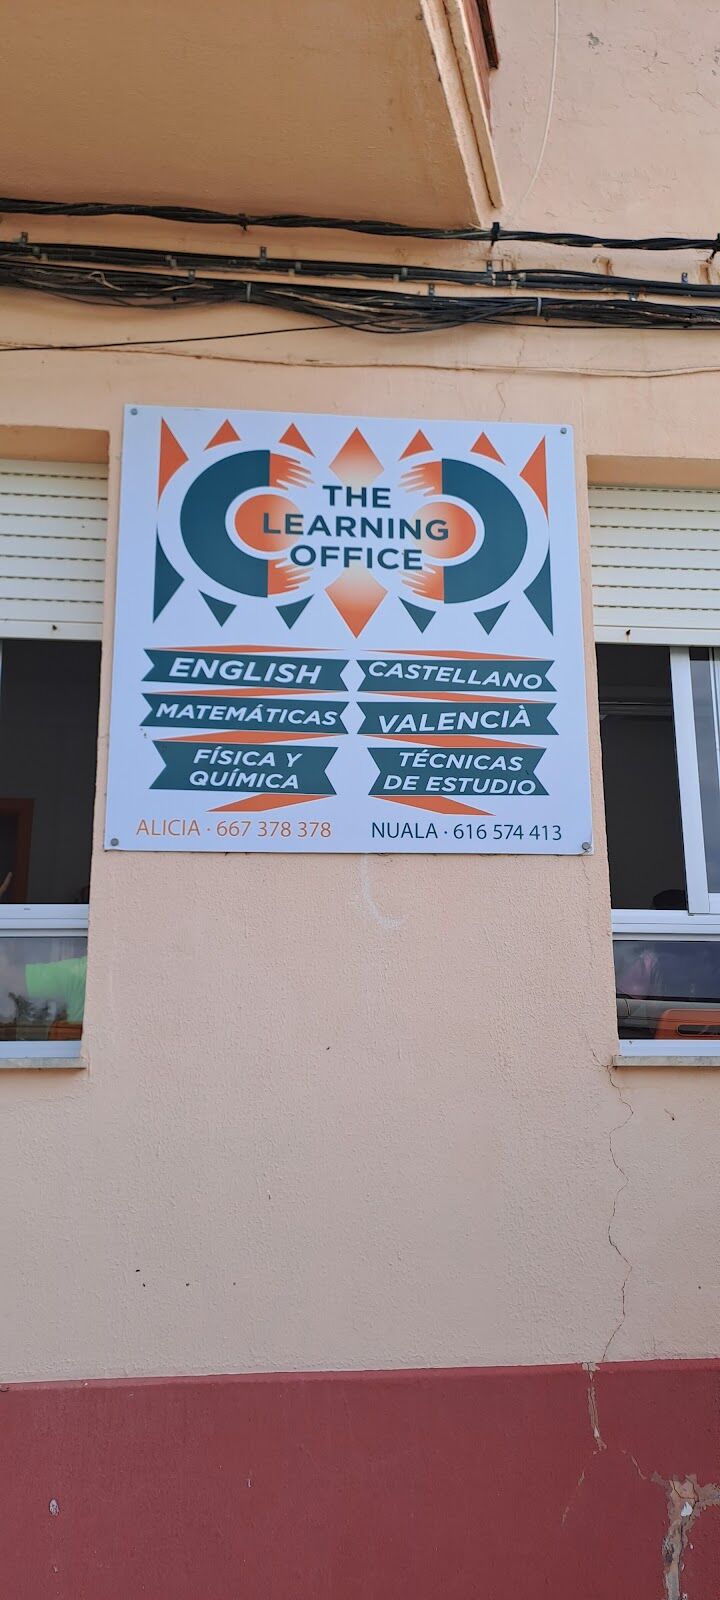 THE
LEARNING
OFFICE
ENGLISH
CASTELLANO
MATEMÁTICAS
VALENCIÀ
FÍSICA Y
QUÍMICA
TÉCNICAS
DE ESTUDIO
ALICIA · 667 378 378
NUALA · 616 574 413